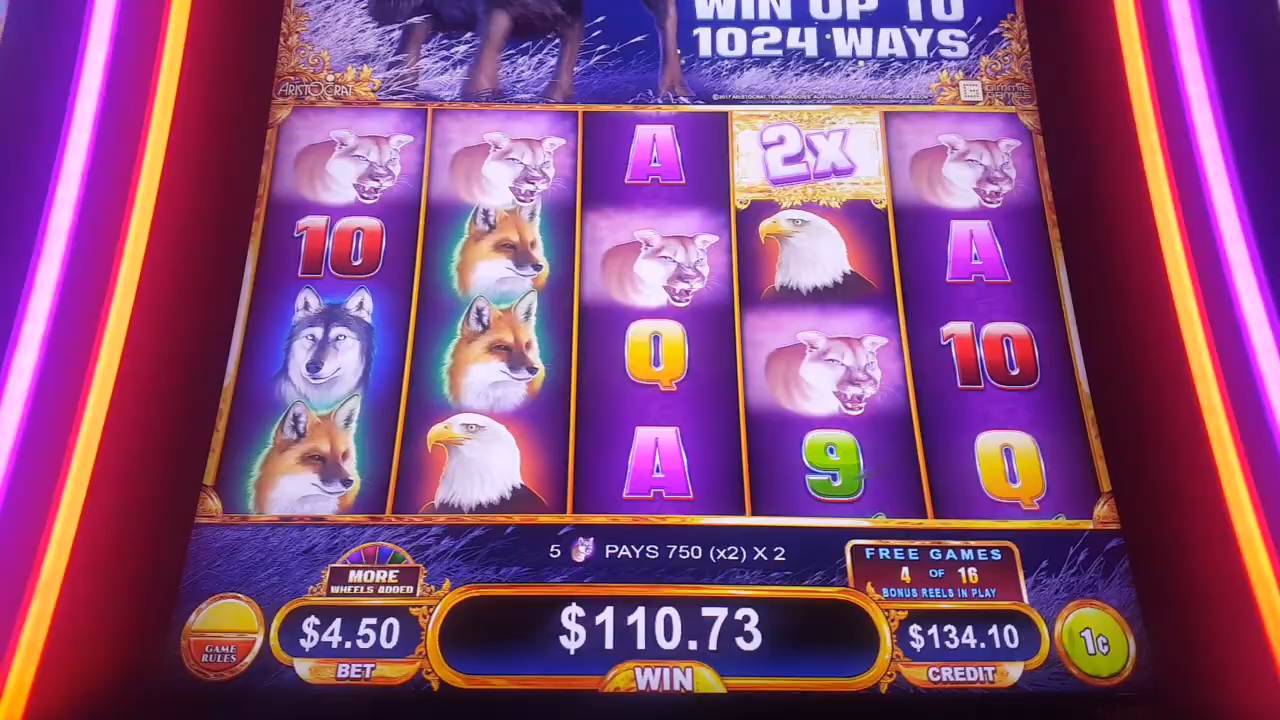 WIN UP TO
1024 WAYS
ARISTOCRAT
GIMMIE
GAMES
A
2x
10
A
Q
10
A
9
Q
5 PAYS 750 (x2) X 2
FREE GAMES
4 OF 16
BONUS REELS IN PLAY
MORE
WHEELS ADDED
GAME
RULES
$4.50
BET
$110.73
WIN
$134.10
CREDIT
1¢